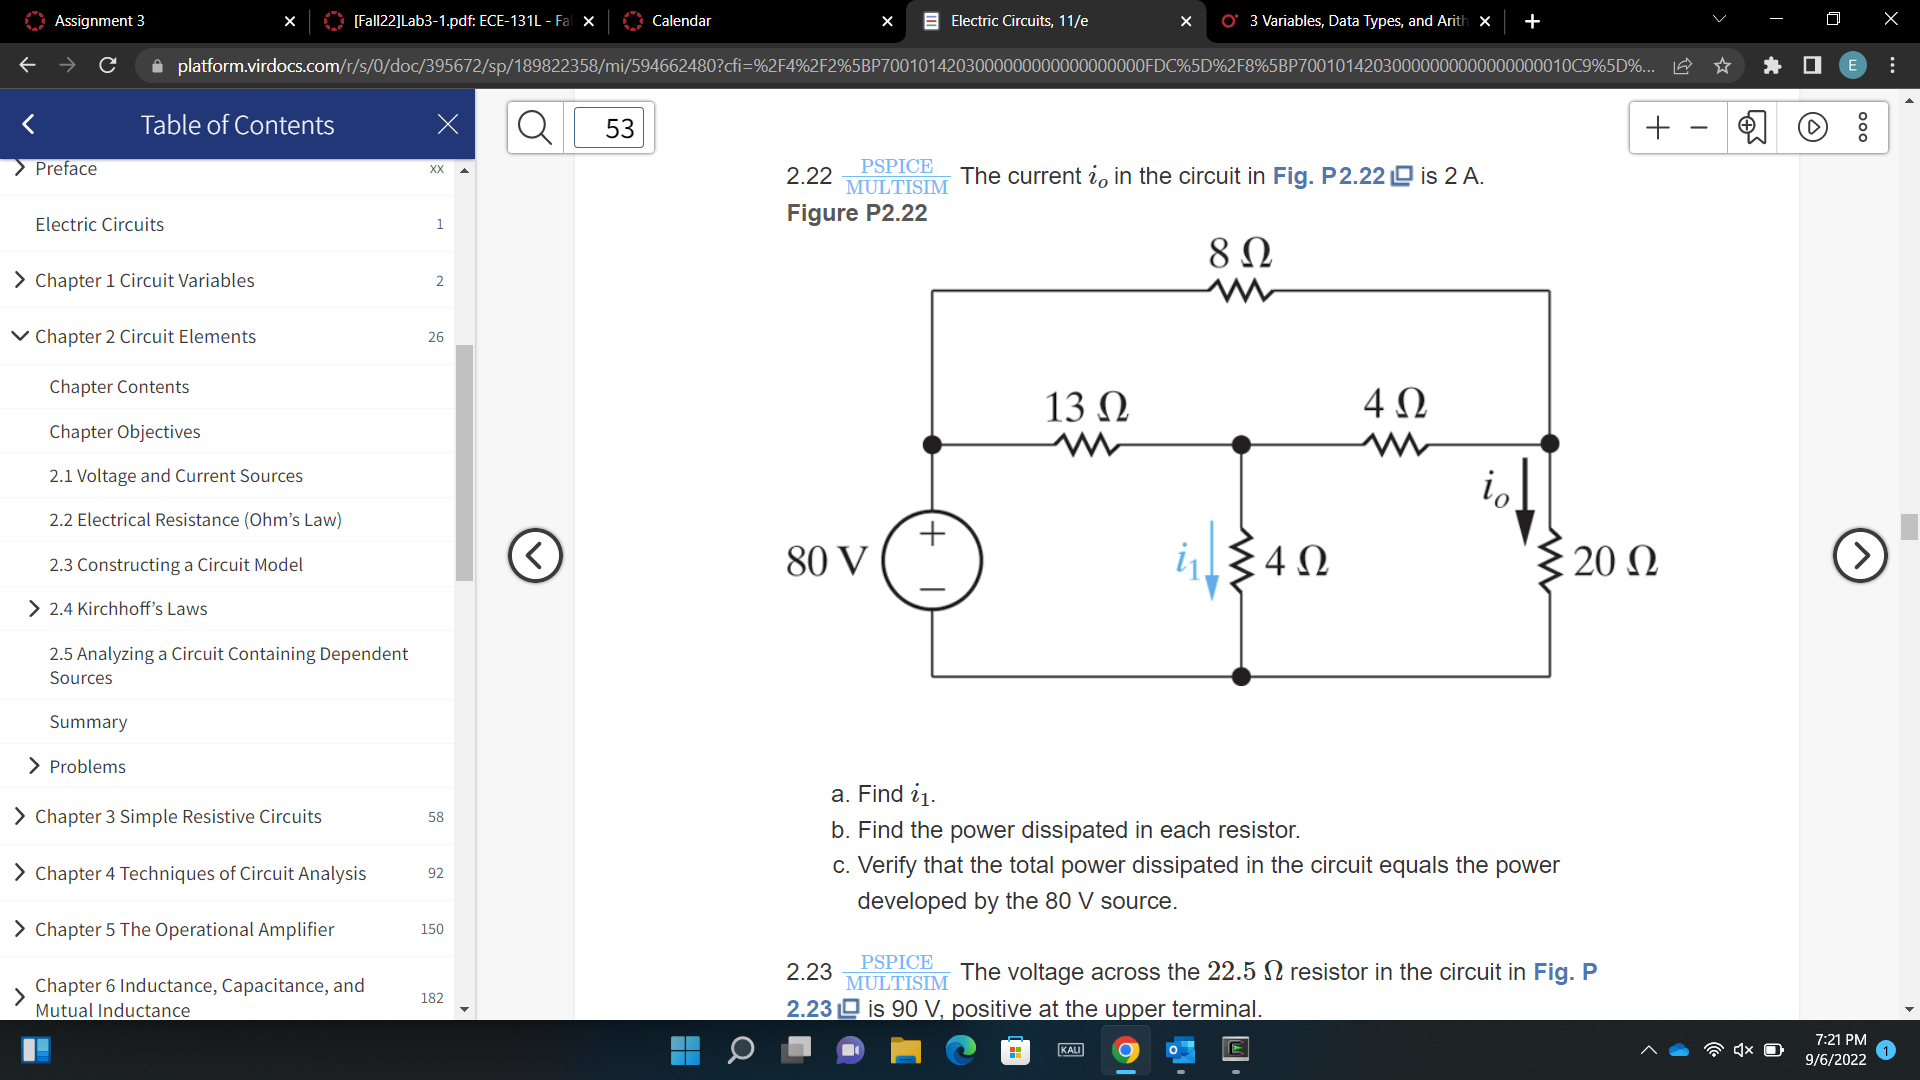 Assignment 3
[Fall22]Lab3-1.pdf: ECE-131L - Fa
Calendar
Electric Circuits, 11/e
3 Variables, Data Types, and Arith
platform.virdocs.com/r/s/0/doc/395672/sp/189822358/mi/594662480?cfi=%2F4%2F2%5BP7001014203000000000000000000FDC%5D%2F8%5BP70010142030000000000000000010C9%5D%...
E
Table of Contents
Preface xx
Electric Circuits 1
Chapter 1 Circuit Variables 2
Chapter 2 Circuit Elements 26
Chapter Contents
Chapter Objectives
2.1 Voltage and Current Sources
2.2 Electrical Resistance (Ohm's Law)
2.3 Constructing a Circuit Model
2.4 Kirchhoff's Laws
2.5 Analyzing a Circuit Containing Dependent
Sources
Summary
Problems
Chapter 3 Simple Resistive Circuits 58
Chapter 4 Techniques of Circuit Analysis 92
Chapter 5 The Operational Amplifier 150
Chapter 6 Inductance, Capacitance, and
Mutual Inductance 182
53
2.22 PSPICE MULTISIM The current i₀ in the circuit in Fig. P2.22 is 2 A.
Figure P2.22
8 Ω
13 Ω
4 Ω
i₀
80 V
+
−
i₁
4 Ω
20 Ω
a. Find i₁.
b. Find the power dissipated in each resistor.
c. Verify that the total power dissipated in the circuit equals the power
developed by the 80 V source.
2.23 PSPICE MULTISIM The voltage across the 22.5 Ω resistor in the circuit in Fig. P
2.23 is 90 V, positive at the upper terminal.
KALI
7:21 PM
9/6/2022
1